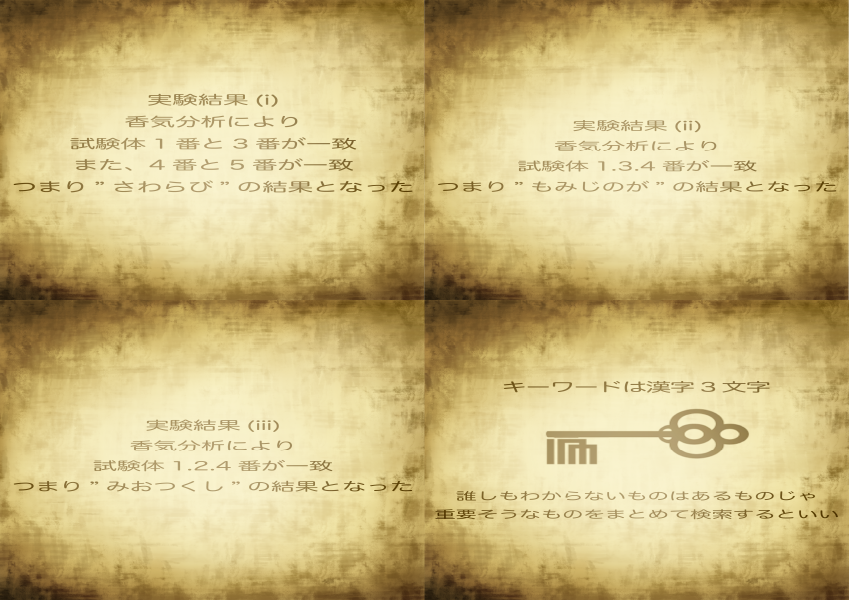 実験結果 (i)
香気分析により
試験体 1 番と 3 番が一致
また、4 番と 5 番が一致
つまり ” さわらび ” の結果となった
実験結果 (ii)
香気分析により
試験体 1.3.4 番が一致
つまり ” もみじのが ” の結果となった
実験結果 (iii)
香気分析により
試験体 1.2.4 番が一致
つまり ” みおつくし ” の結果となった
キーワードは漢字 3 文字
誰しもわからないものはあるものじゃ
重要そうなものをまとめて検索するといい